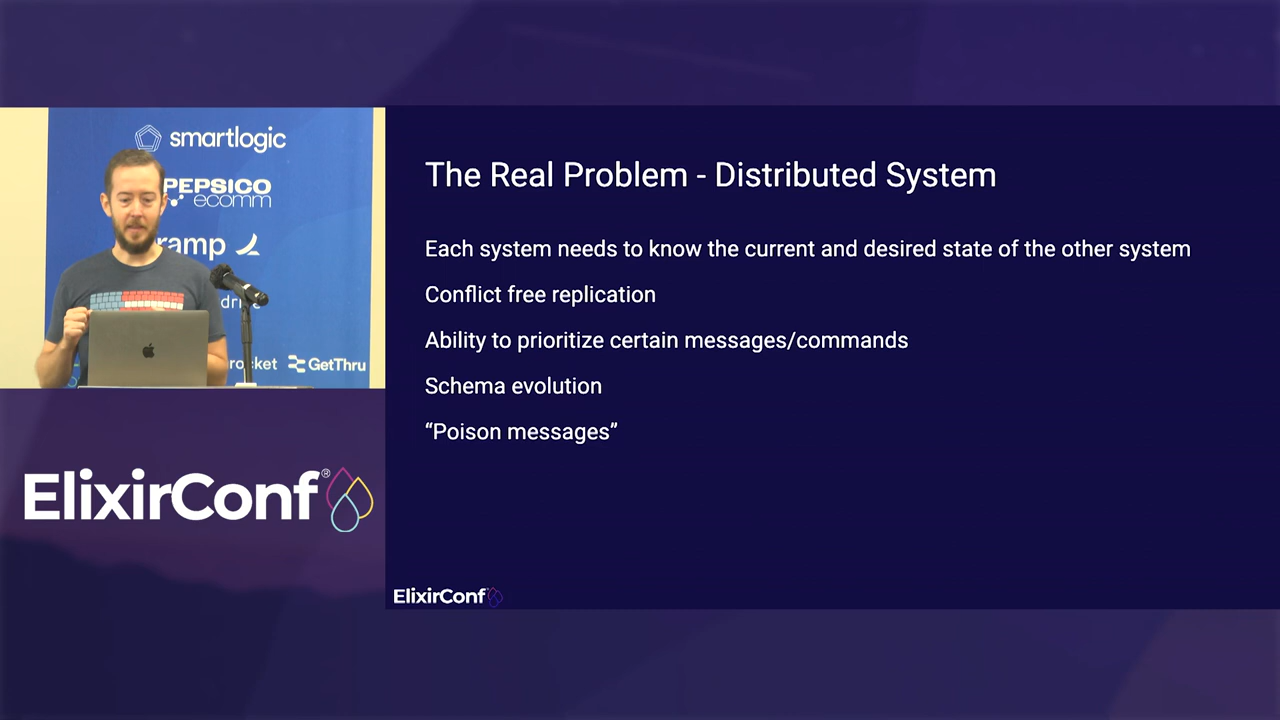 smartlogic
PEPSICO
ecomm
ramp
GetThru
ElixirConf®
The Real Problem - Distributed System
Each system needs to know the current and desired state of the other system
Conflict free replication
Ability to prioritize certain messages/commands
Schema evolution
“Poison messages”
ElixirConf